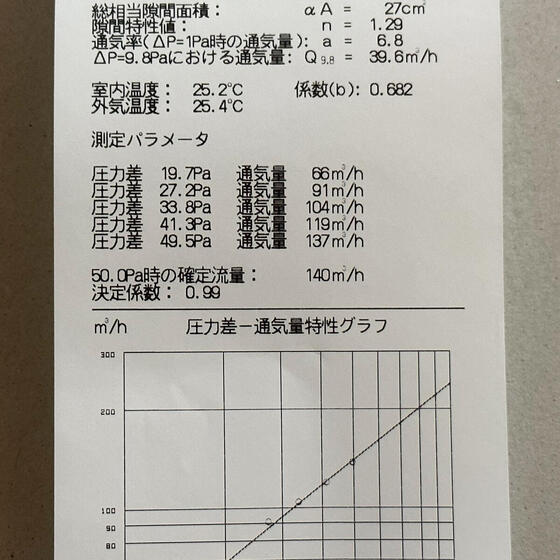 総相当隙間面積： αA = 27cm²
隙間特性値： n = 1.29
通気率(ΔP=1Pa時の通気量)： a = 6.8
ΔP=9.8Paにおける通気量： Q9.8 = 39.6m³/h
室内温度： 25.2℃ 係数(b)： 0.682
外気温度： 25.4℃
測定パラメータ
圧力差 19.7Pa 通気量 66m³/h
圧力差 27.2Pa 通気量 91m³/h
圧力差 33.8Pa 通気量 104m³/h
圧力差 41.3Pa 通気量 119m³/h
圧力差 49.5Pa 通気量 137m³/h
50.0Pa時の確定流量： 140m³/h
決定係数： 0.99
m³/h 圧力差－通気量特性グラフ
300
200
100
90
80